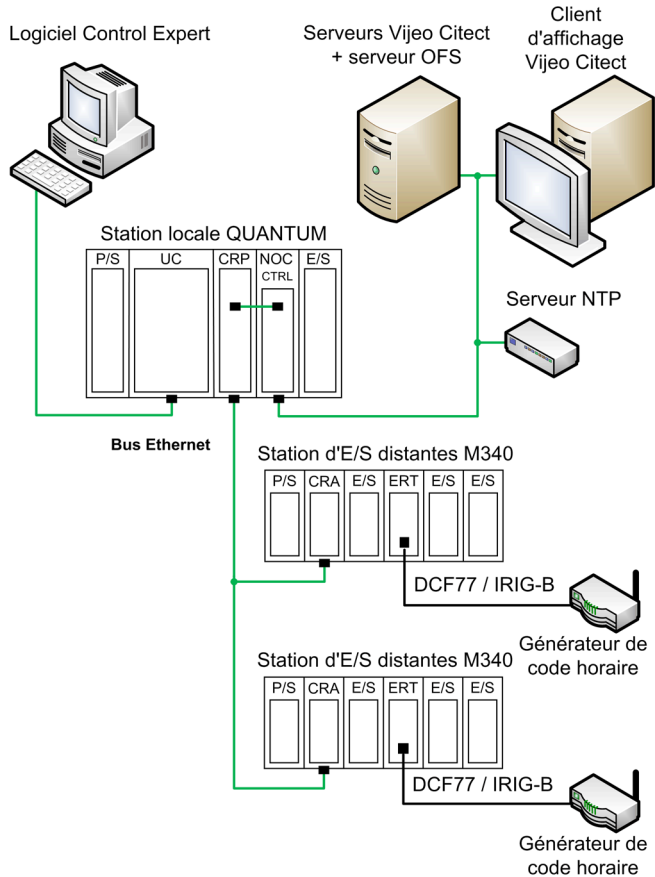 Logiciel Control Expert
Serveurs Vijeo Citect
+ serveur OFS
Client
d'affichage
Vijeo Citect
Station locale QUANTUM
P/S UC CRP NOC E/S
CTRL
Serveur NTP
Bus Ethernet
Station d'E/S distantes M340
P/S CRA E/S ERT E/S E/S
DCF77 / IRIG-B
Générateur de
code horaire
Station d'E/S distantes M340
P/S CRA E/S ERT E/S E/S
DCF77 / IRIG-B
Générateur de
code horaire